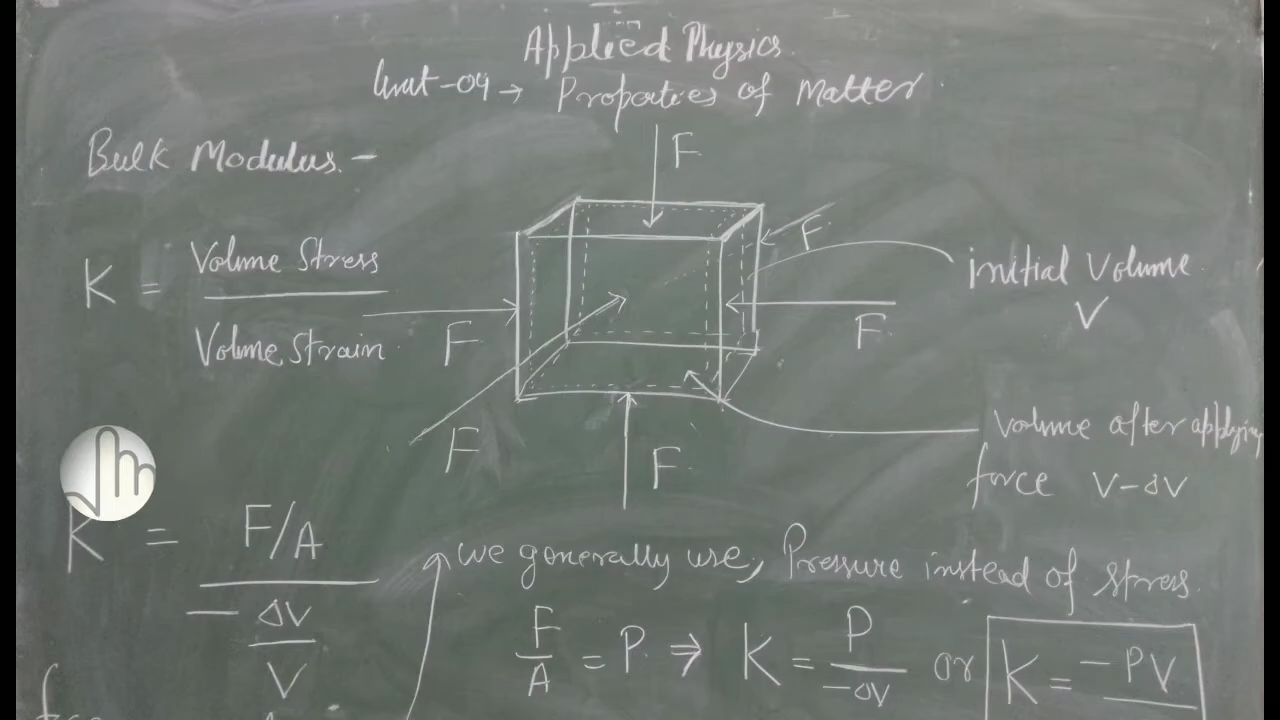 Applied Physics
Unit-04 → Properties of Matter
Bulk Modulus. -
F
F
K = Volume Stress
Volume Strain
initial Volume
V
F
F
F
F
volume after applying
force V-ΔV
K = F/A
- ΔV
V
we generally use, Pressure instead of stress.
F/A = P. ⇒ K = P
-ΔV
or K = -PV